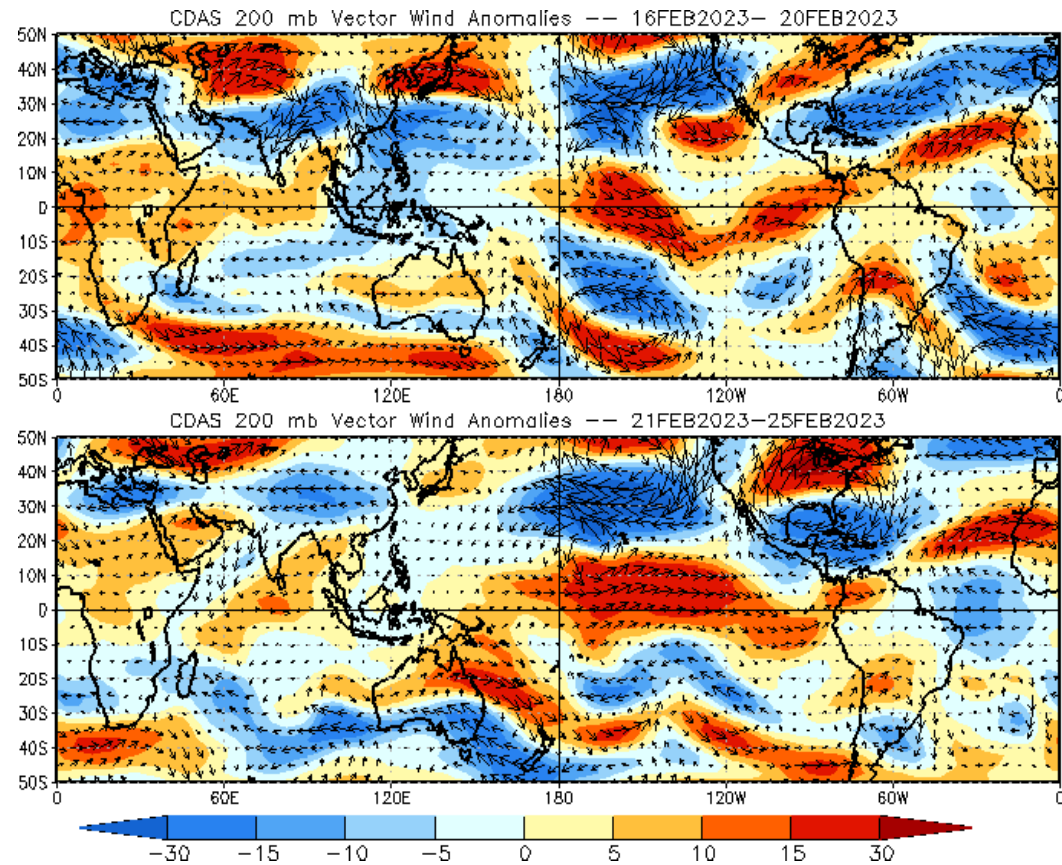 CDAS 200 mb Vector Wind Anomalies -- 16FEB2023- 20FEB2023
50N
40N
30N
20N
10N
0
10S
20S
30S
40S
50S
0 60E 120E 180 120W 60W 0
CDAS 200 mb Vector Wind Anomalies -- 21FEB2023-25FEB2023
50N
40N
30N
20N
10N
0
10S
20S
30S
40S
50S
0 60E 120E 180 120W 60W 0
-30 -15 -10 -5 0 5 10 15 30